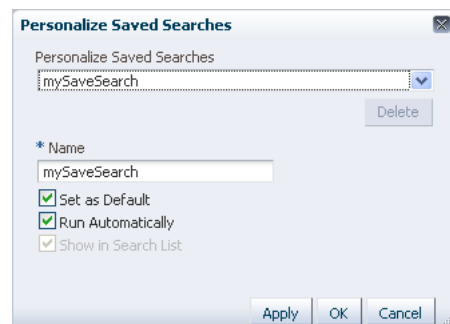 Personalize Saved Searches
Personalize Saved Searches
mySaveSearch
Delete
* Name
mySaveSearch
Set as Default
Run Automatically
Show in Search List
Apply OK Cancel